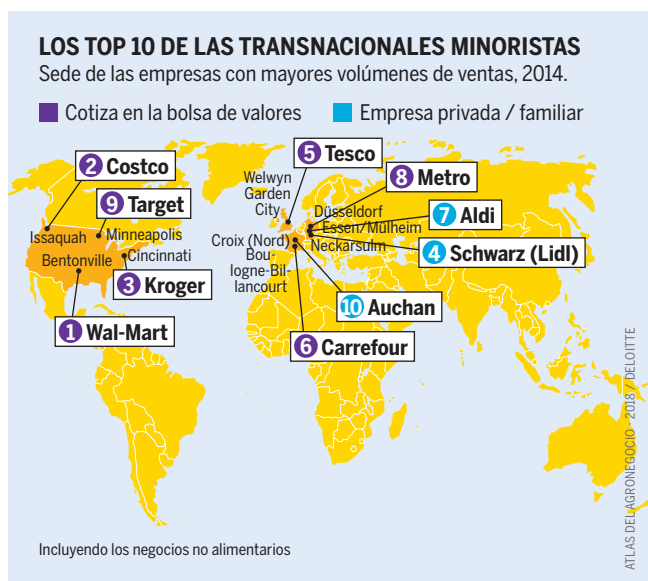 LOS TOP 10 DE LAS TRANSNACIONALES MINORISTAS
Sede de las empresas con mayores volúmenes de ventas, 2014.
Cotiza en la bolsa de valores
Empresa privada / familiar
2 Costco
9 Target
Issaquah
Minneapolis
Bentonville
Cincinnati
3 Kroger
1 Wal-Mart
5 Tesco
Welwyn
Garden
City
8 Metro
Düsseldorf
7 Aldi
Essen/Mülheim
Neckarsulm
4 Schwarz (Lidl)
Croix (Nord)
Bou-
logne-Bil-
lancourt
10 Auchan
6 Carrefour
Incluyendo los negocios no alimentarios
ATLAS DELAGRONEGOCIO - 2018 / DELOITTE